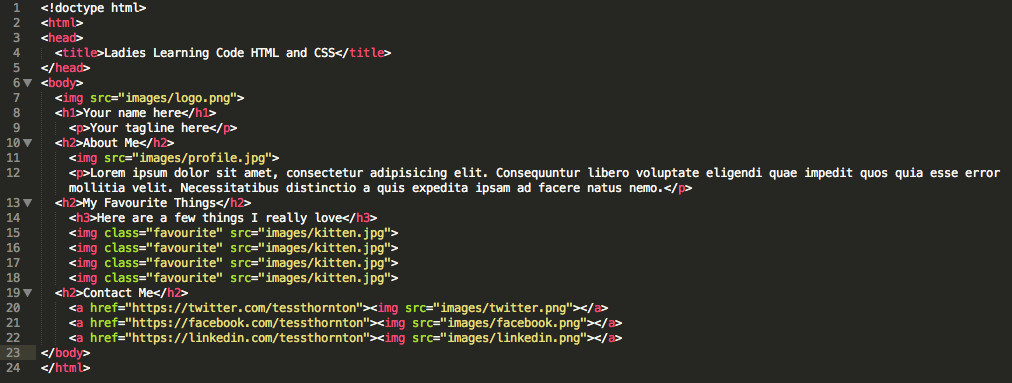 1 <!doctype html>
2 <html>
3 <head>
4 <title>Ladies Learning Code HTML and CSS</title>
5 </head>
6 <body>
7 <img src="images/logo.png">
8 <h1>Your name here</h1>
9 <p>Your tagline here</p>
10 <h2>About Me</h2>
11 <img src="images/profile.jpg">
12 <p>Lorem ipsum dolor sit amet, consectetur adipisicing elit. Consequuntur libero voluptate eligendi quae impedit quos quia esse error
mollitia velit. Necessitatibus distinctio a quis expedita ipsam ad facere natus nemo.</p>
13 <h2>My Favourite Things</h2>
14 <h3>Here are a few things I really love</h3>
15 <img class="favourite" src="images/kitten.jpg">
16 <img class="favourite" src="images/kitten.jpg">
17 <img class="favourite" src="images/kitten.jpg">
18 <img class="favourite" src="images/kitten.jpg">
19 <h2>Contact Me</h2>
20 <a href="https://twitter.com/tessthornton"><img src="images/twitter.png"></a>
21 <a href="https://facebook.com/tessthornton"><img src="images/facebook.png"></a>
22 <a href="https://linkedin.com/tessthornton"><img src="images/linkedin.png"></a>
23 </body>
24 </html>